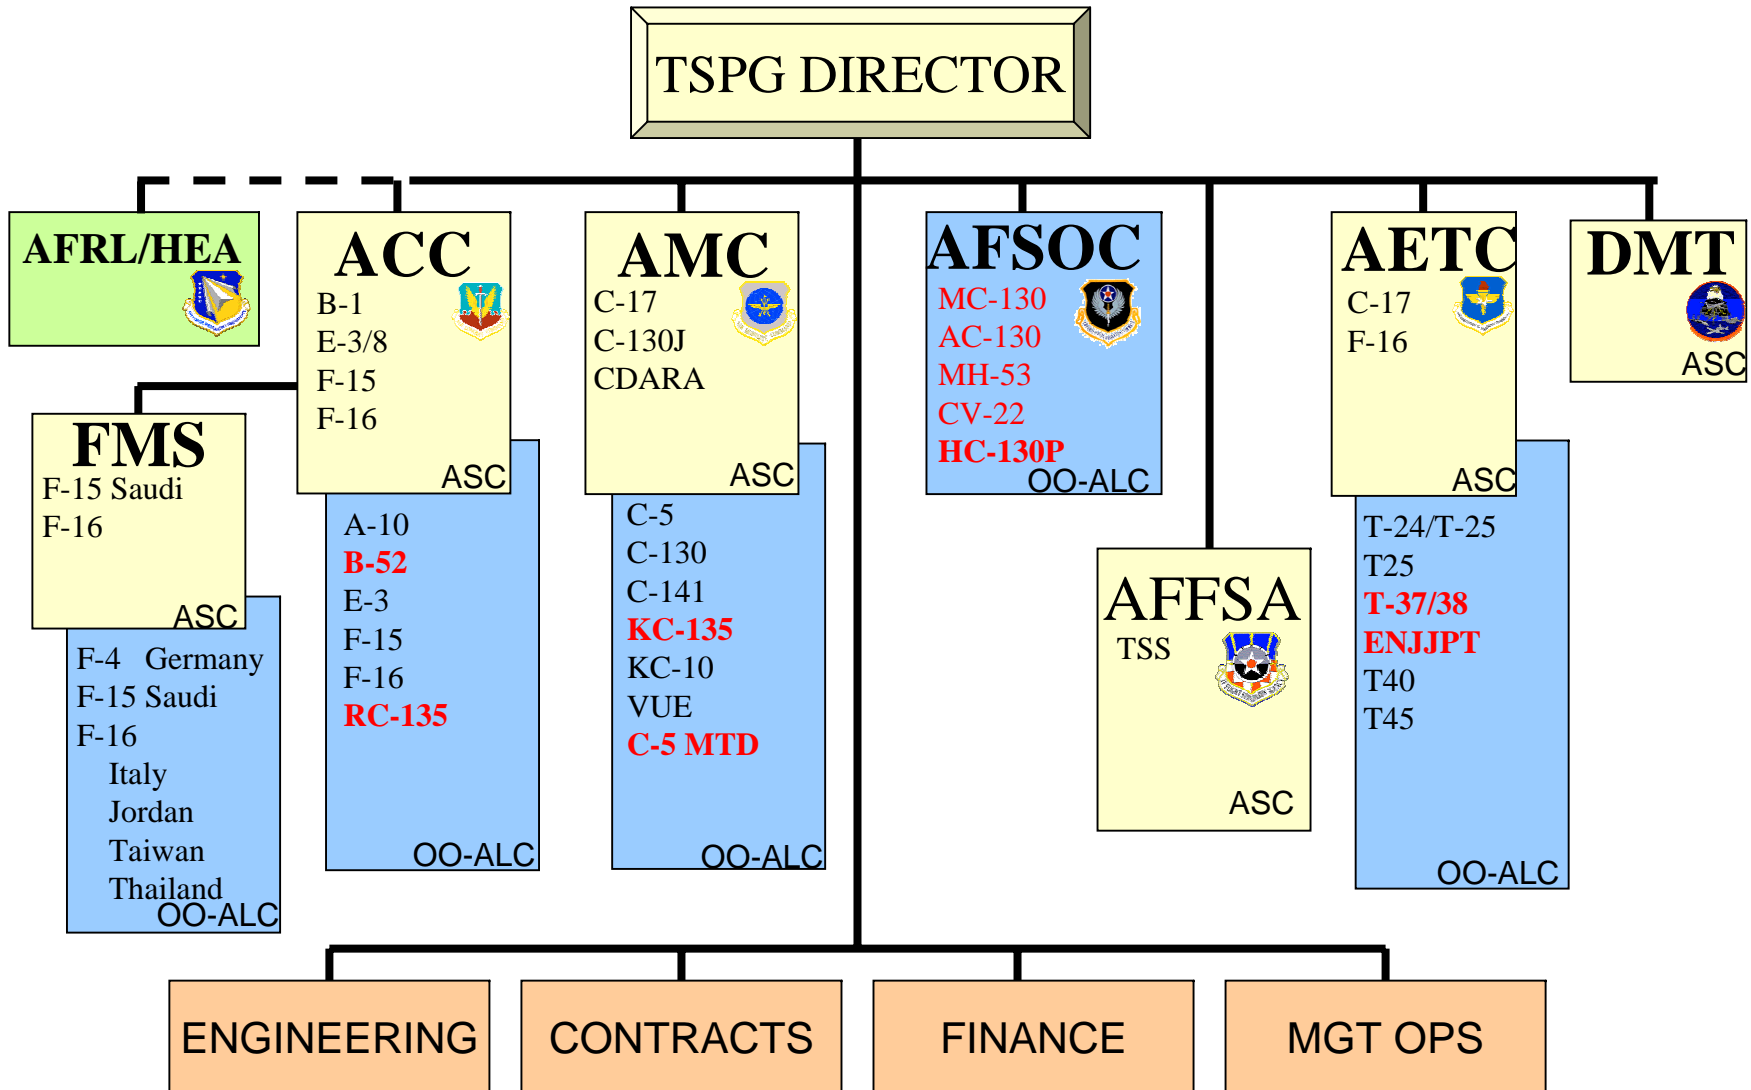 TSPG DIRECTOR
AFRL/HEA
ACC
B-1
E-3/8
F-15
F-16
ASC
A-10
B-52
E-3
F-15
F-16
RC-135
OO-ALC
FMS
F-15 Saudi
F-16
ASC
F-4 Germany
F-15 Saudi
F-16
Italy
Jordan
Taiwan
Thailand
OO-ALC
AMC
C-17
C-130J
CDARA
ASC
C-5
C-130
C-141
KC-135
KC-10
VUE
C-5 MTD
OO-ALC
AFSOC
MC-130
AC-130
MH-53
CV-22
HC-130P
OO-ALC
AFFSA
TSS
ASC
AETC
C-17
F-16
ASC
T-24/T-25
T25
T-37/38
ENJJPT
T40
T45
OO-ALC
DMT
ASC
ENGINEERING
CONTRACTS
FINANCE
MGT OPS